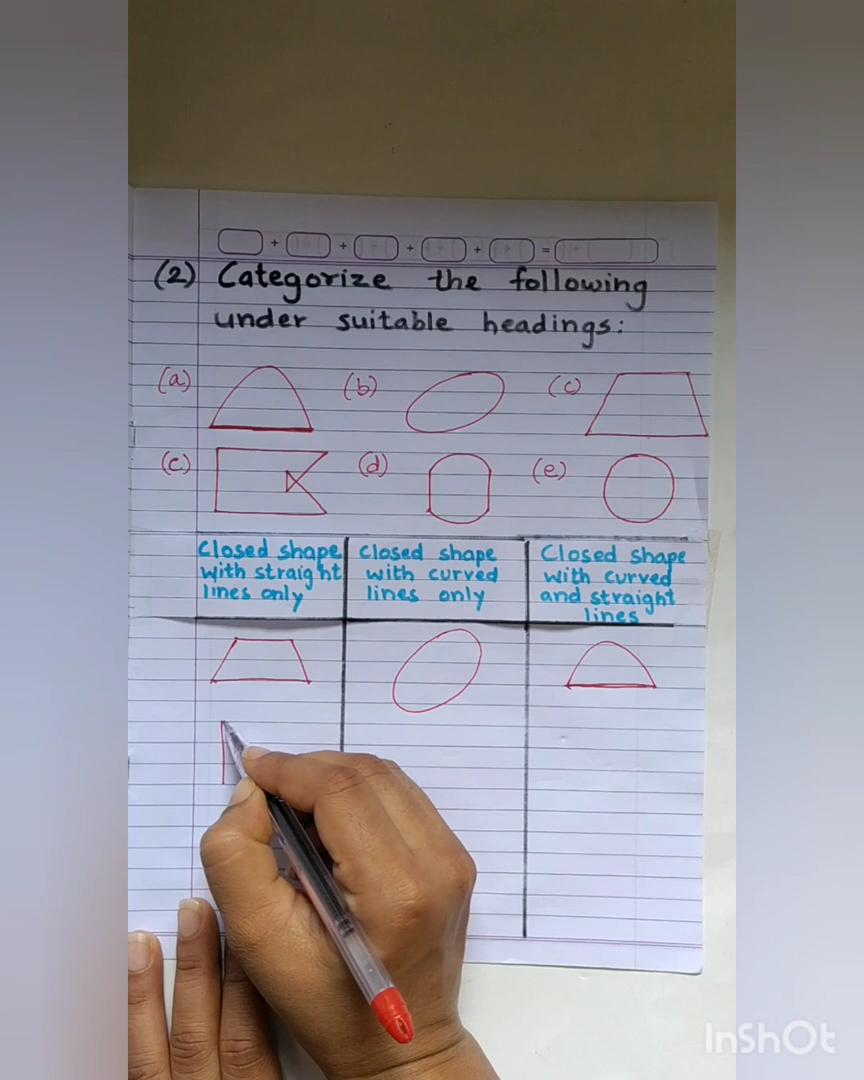 (2) Categorize the following
under suitable headings:
(a) (b) (c)
(c) (d) (e)
Closed shape
with straight
lines only
Closed shape
with curved
lines only
Closed shape
with curved
and straight
lines
InShOt